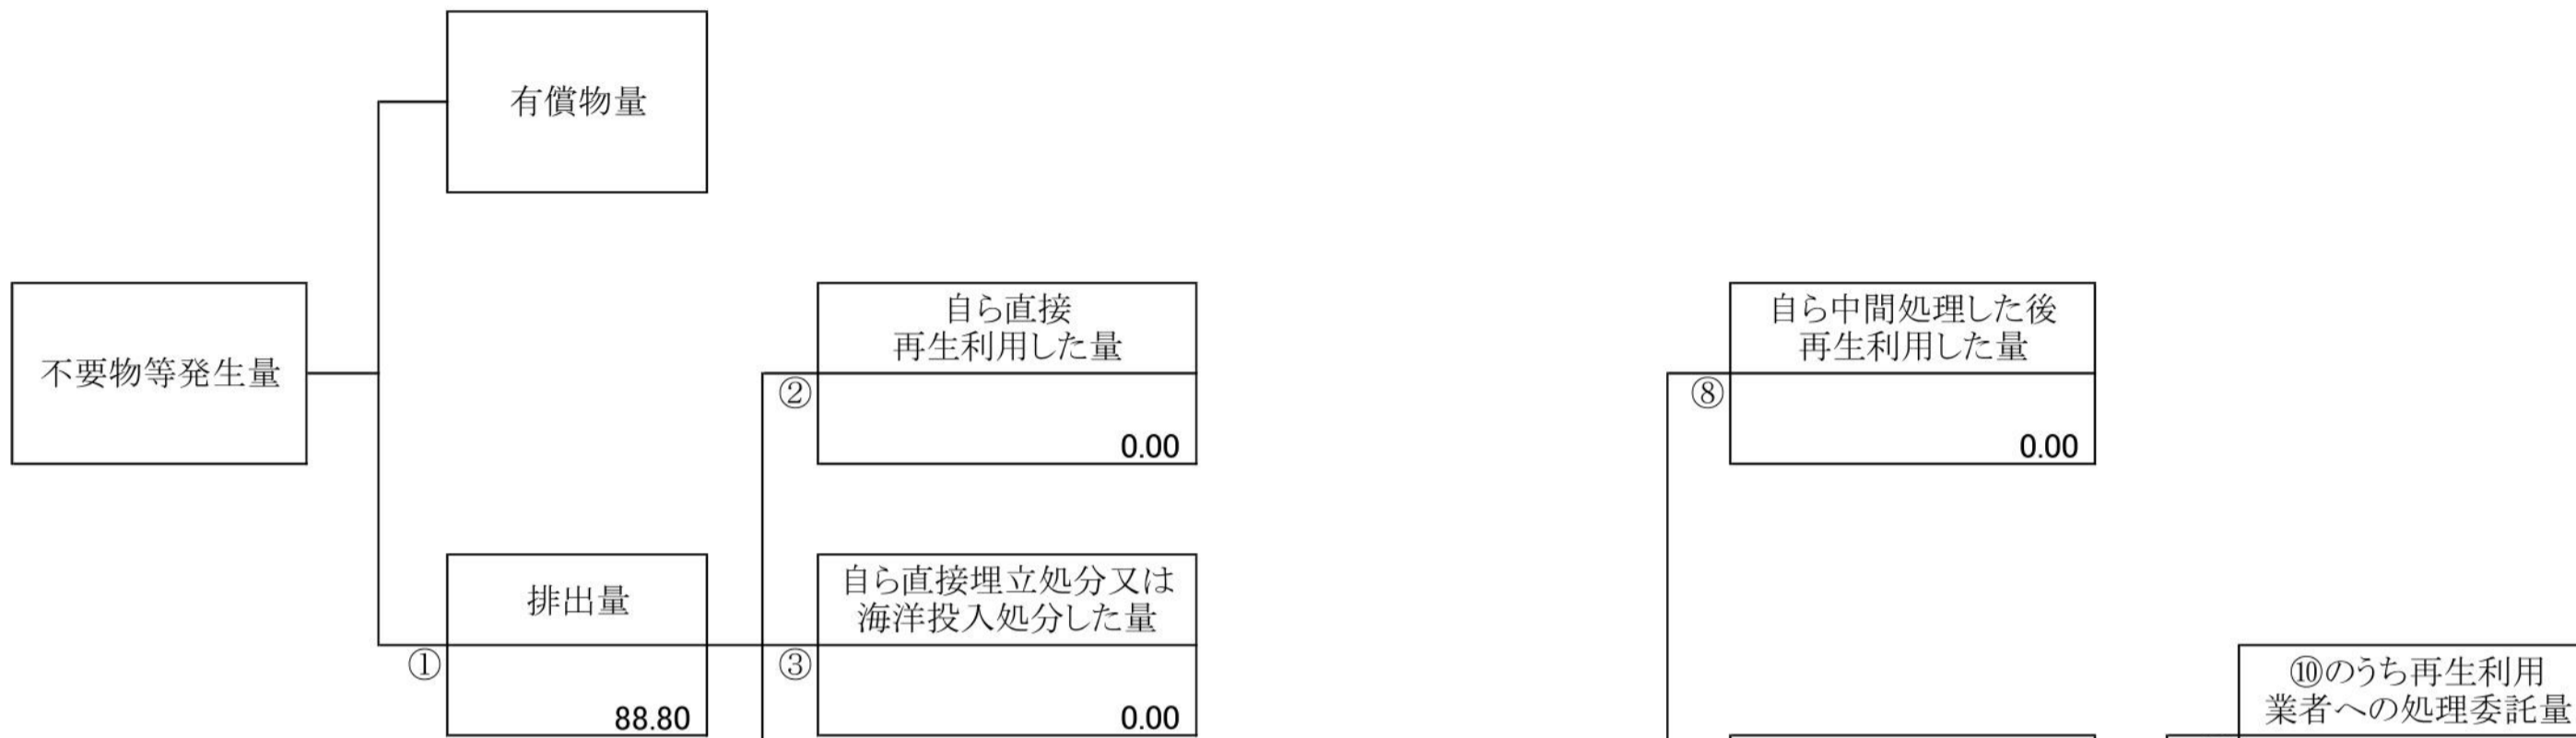 有償物量
不要物等発生量
自ら直接
再生利用した量
②
0.00
自ら中間処理した後
再生利用した量
⑧
0.00
排出量
①
88.80
自ら直接埋立処分又は
海洋投入処分した量
③
0.00
⑩のうち再生利用
業者への処理委託量